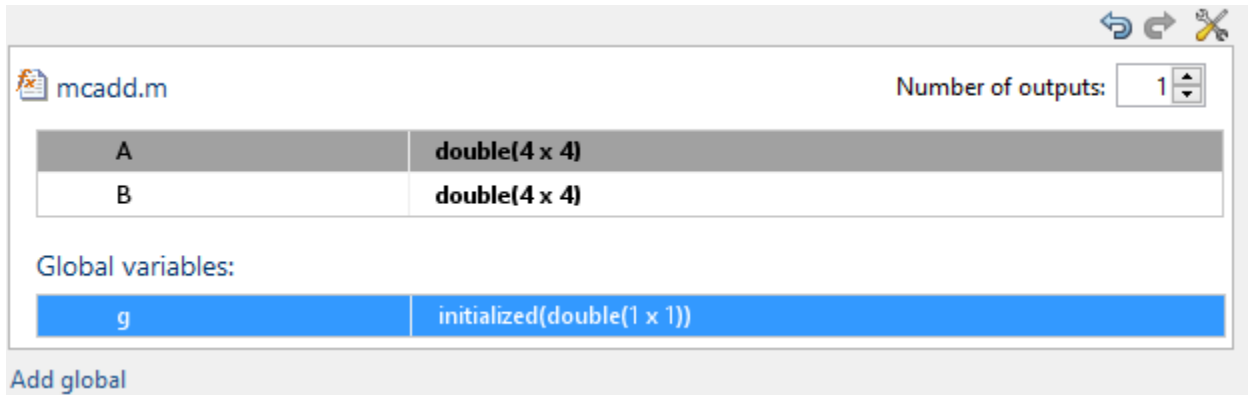 mcadd.m Number of outputs: 1
A double(4 x 4)
B double(4 x 4)
Global variables:
g initialized(double(1 x 1))
Add global